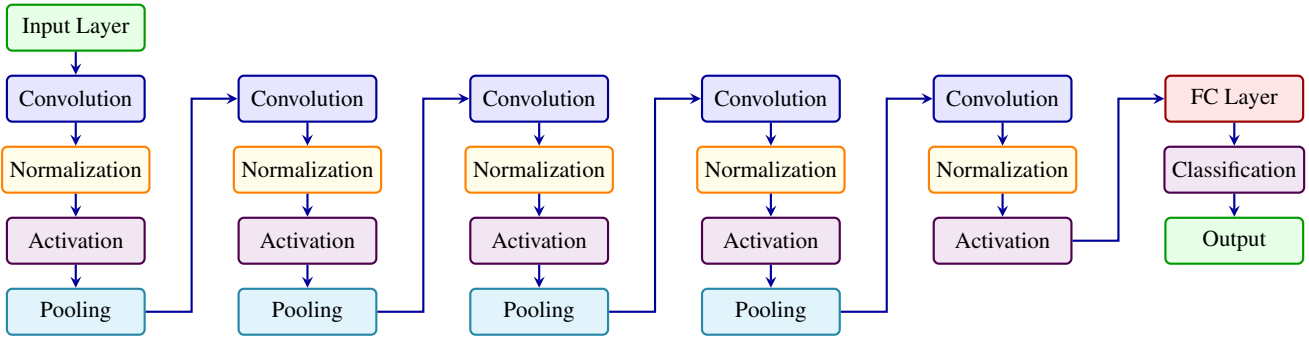 Input Layer
Convolution
Normalization
Activation
Pooling
Convolution
Normalization
Activation
Pooling
Convolution
Normalization
Activation
Pooling
Convolution
Normalization
Activation
Pooling
Convolution
Normalization
Activation
FC Layer
Classification
Output